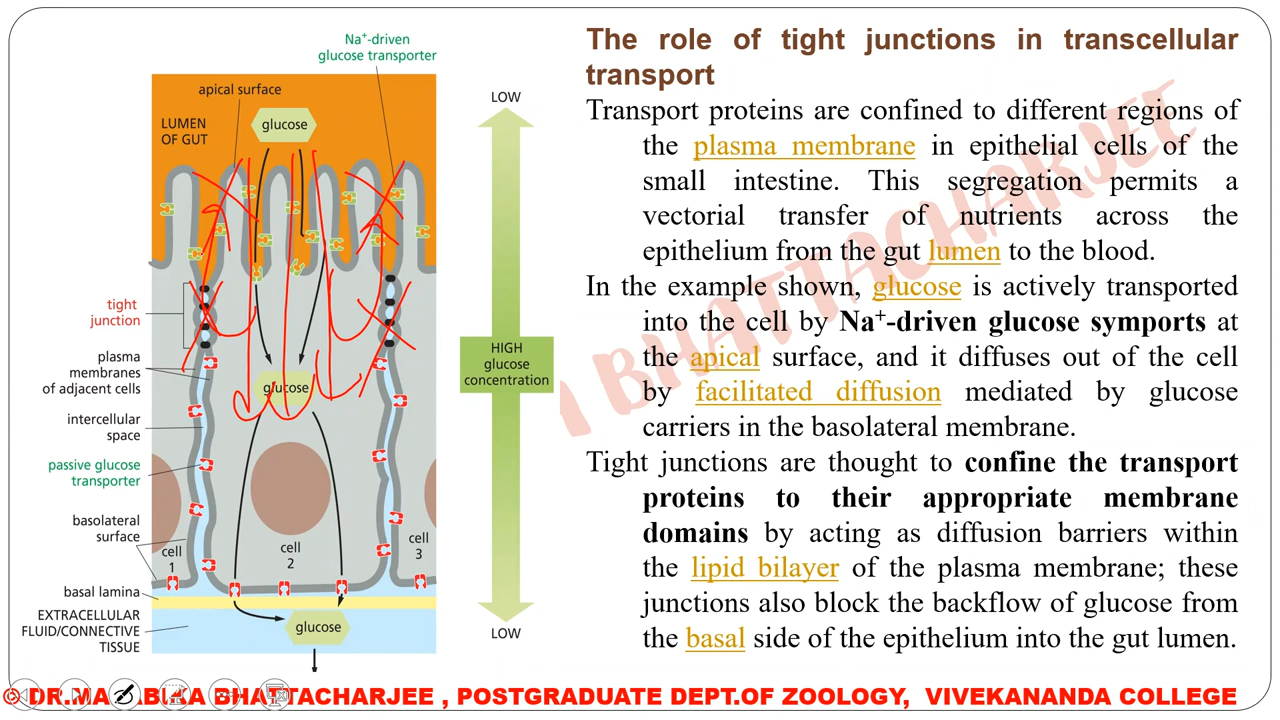 Na⁺-driven
glucose transporter
apical surface
LUMEN
OF GUT
glucose
tight
junction
plasma
membranes
of adjacent cells
intercellular
space
passive glucose
transporter
basolateral
surface
basal lamina
EXTRACELLULAR
FLUID/CONNECTIVE
TISSUE
glucose
cell
1
cell
2
cell
3
glucose
LOW
HIGH
glucose
concentration
LOW
The role of tight junctions in transcellular
transport
Transport proteins are confined to different regions of
the plasma membrane in epithelial cells of the
small intestine. This segregation permits a
vectorial transfer of nutrients across the
epithelium from the gut lumen to the blood.
In the example shown, glucose is actively transported
into the cell by Na⁺-driven glucose symports at
the apical surface, and it diffuses out of the cell
by facilitated diffusion mediated by glucose
carriers in the basolateral membrane.
Tight junctions are thought to confine the transport
proteins to their appropriate membrane
domains by acting as diffusion barriers within
the lipid bilayer of the plasma membrane; these
junctions also block the backflow of glucose from
the basal side of the epithelium into the gut lumen.
BHATTACHARJEE
© DR. BHATTACHARJEE , POSTGRADUATE DEPT.OF ZOOLOGY, VIVEKANANDA COLLEGE